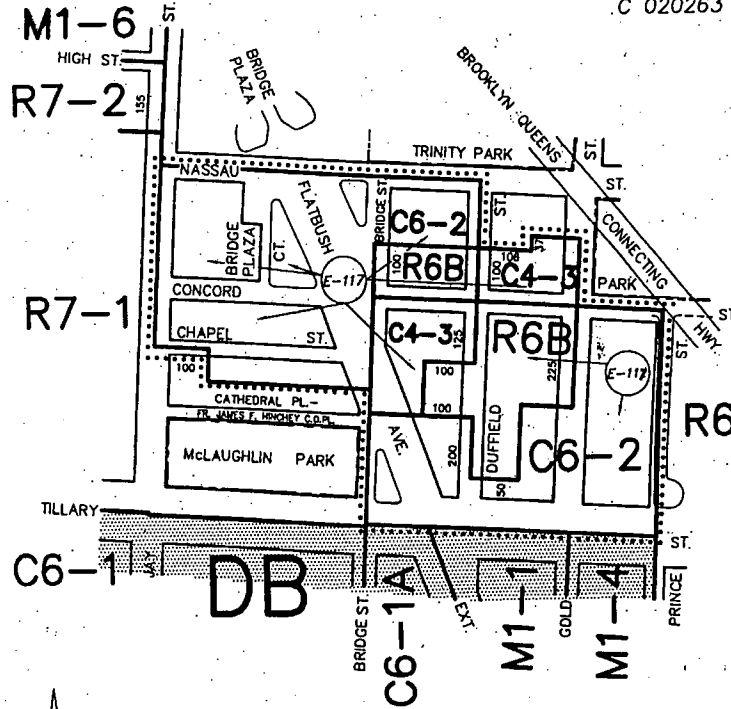 C 020263
M1-6
ST.
HIGH ST.
R7-2
155
BRIDGE PLAZA
BROOKLYN QUEENS
CONNECTING
HWY.
TRINITY PARK
ST.
ST.
NASSAU
FLATBUSH
BRIDGE ST.
ST.
C6-2
BRIDGE PLAZA
CT.
100
R6B
100
108
37
C4-3
E-117
PARK
CONCORD
R7-1
CHAPEL
ST.
C4-3
125
R6B
ST.
ST.
100
100
225
E-117
CATHEDRAL PL.-
FR. JAMES F. HINCHEY C.O.PL.
100
R6
McLAUGHLIN PARK
AVE.
200
DUFFIELD
50
C6-2
TILLARY
ST.
C6-1
JAY
DB
BRIDGE ST.
C6-1A
EXT.
M1-1
GOLD
M1-4
PRINCE